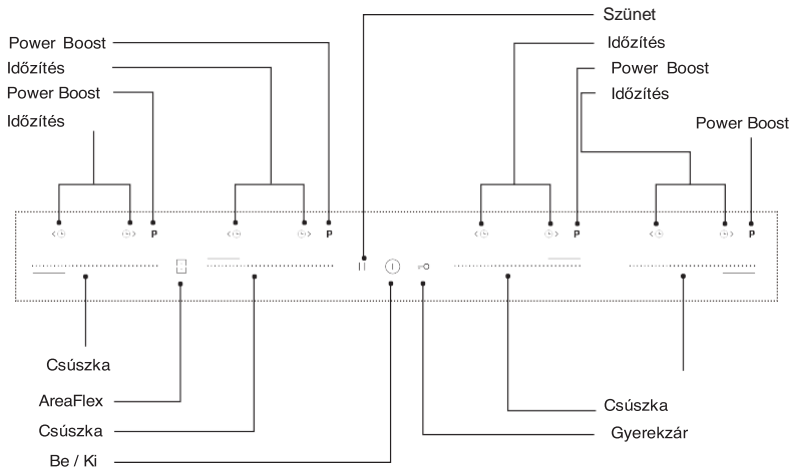 Szünet
Power Boost
Időzítés
Időzítés
Power Boost
Power Boost
Időzítés
Időzítés
Power Boost
P
P
P
P
Csúszka
AreaFlex
Csúszka
Csúszka
Gyerekzár
Be / Ki